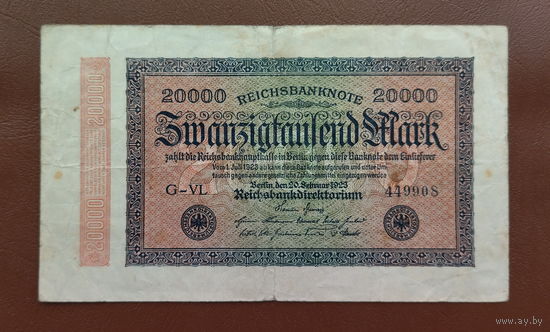 20000 REICHSBANKNOTE 20000
Zwanzigtausend Mark
zahlt die Reichsbankhauptkasse in Berlin gegen diese Banknote dem Einlieferer
Vom 1. Juli 1923 ab kann diese Banknote aufgerufen und unter Um-
tausch gegen andere gesetzliche Zahlungsmittel eingezogen werden
Berlin, den 20. Februar 1923
G-VL Reichsbankdirektorium 449908
20000
20000
www.ay.by